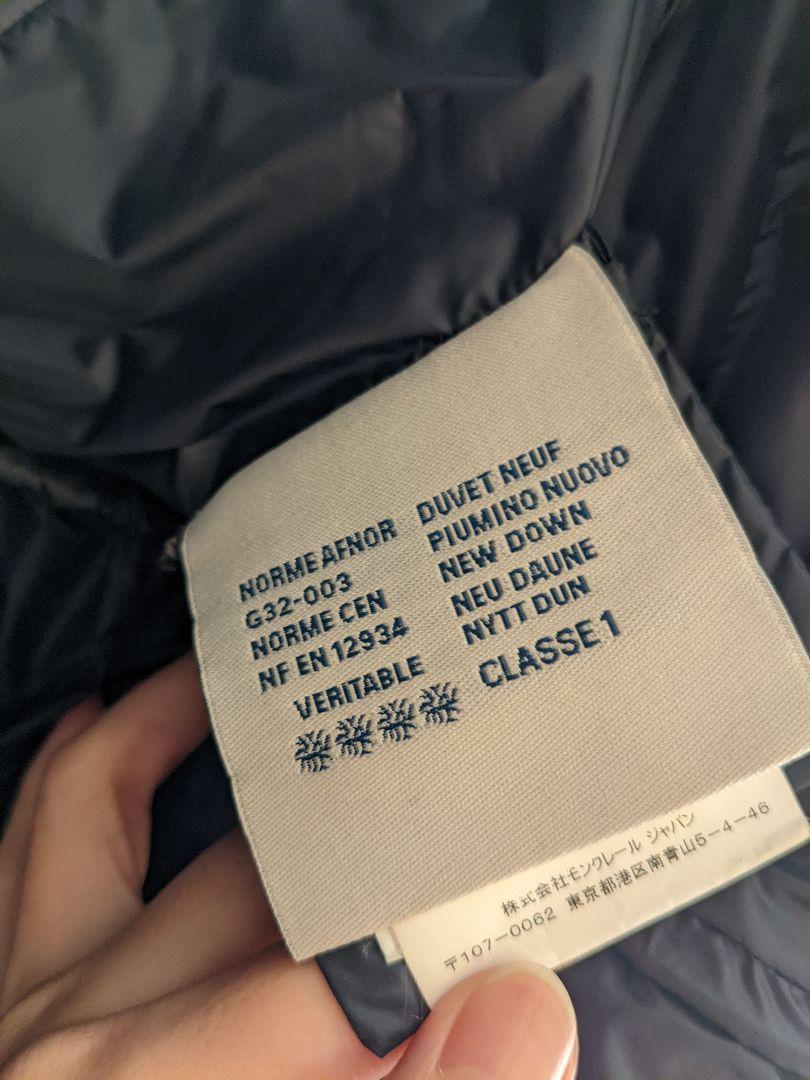 NORME AFNOR
G32-003
NORME CEN
NF EN 12934
VERITABLE
DUVET NEUF
PIUMINO NUOVO
NEW DOWN
NEU DAUNE
NYTT DUN
CLASSE 1
株式会社モンクレール ジャパン
〒107-0062 東京都港区南青山5-4-46